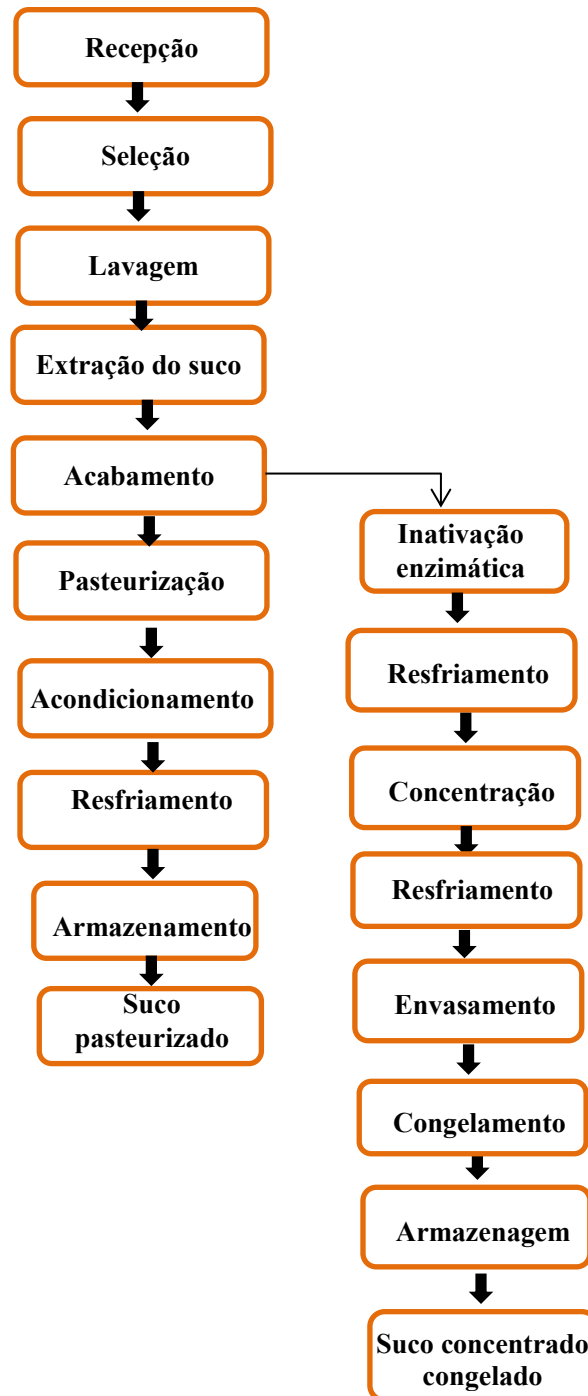 Recepção
Seleção
Lavagem
Extração do suco
Acabamento
Pasteurização
Acondicionamento
Resfriamento
Armazenamento
Suco
pasteurizado
Inativação
enzimática
Resfriamento
Concentração
Resfriamento
Envasamento
Congelamento
Armazenagem
Suco concentrado
congelado